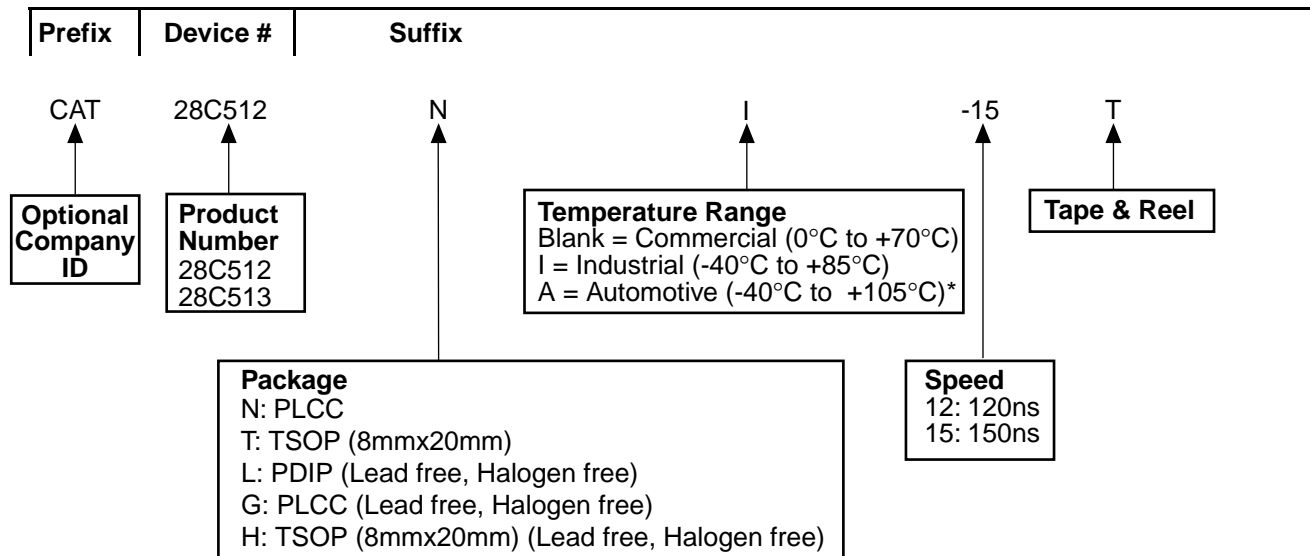 Prefix Device # Suffix
CAT 28C512 N I -15 T
Optional
Company
ID
Product
Number
28C512
28C513
Temperature Range
Blank = Commercial (0°C to +70°C)
I = Industrial (-40°C to +85°C)
A = Automotive (-40°C to +105°C)*
Tape & Reel
Package
N: PLCC
T: TSOP (8mmx20mm)
L: PDIP (Lead free, Halogen free)
G: PLCC (Lead free, Halogen free)
H: TSOP (8mmx20mm) (Lead free, Halogen free)
Speed
12: 120ns
15: 150ns